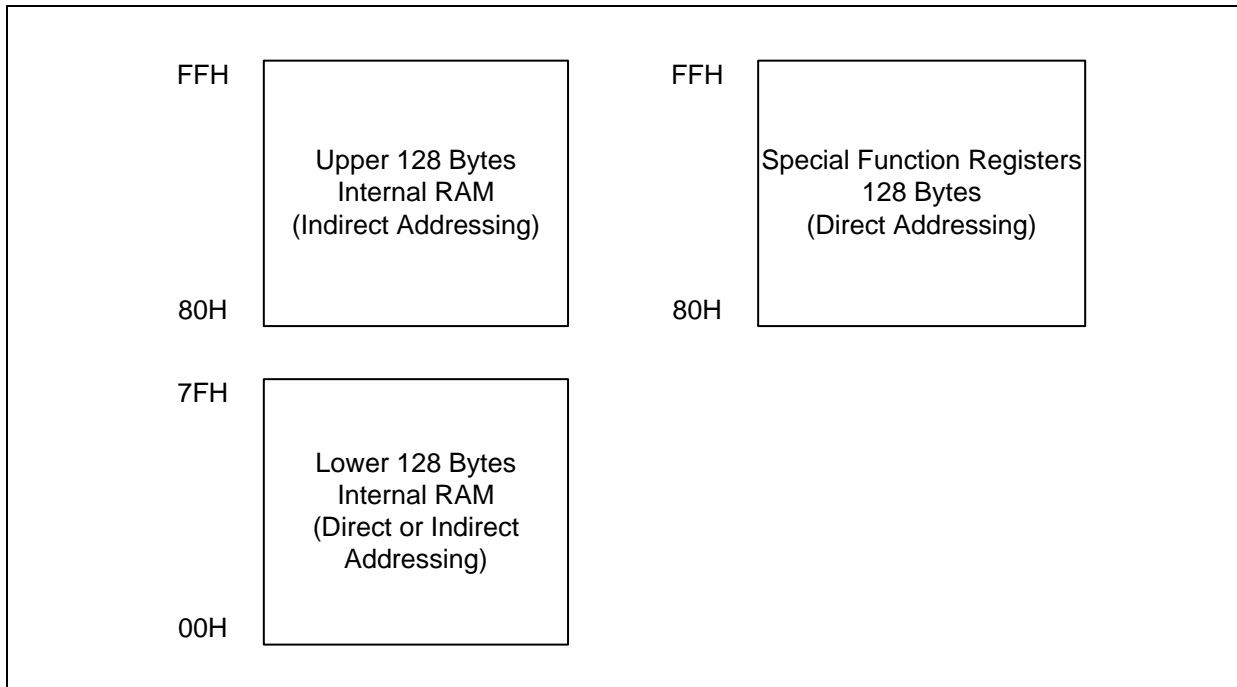 FFH
Upper 128 Bytes
Internal RAM
(Indirect Addressing)
80H
FFH
Special Function Registers
128 Bytes
(Direct Addressing)
80H
7FH
Lower 128 Bytes
Internal RAM
(Direct or Indirect
Addressing)
00H